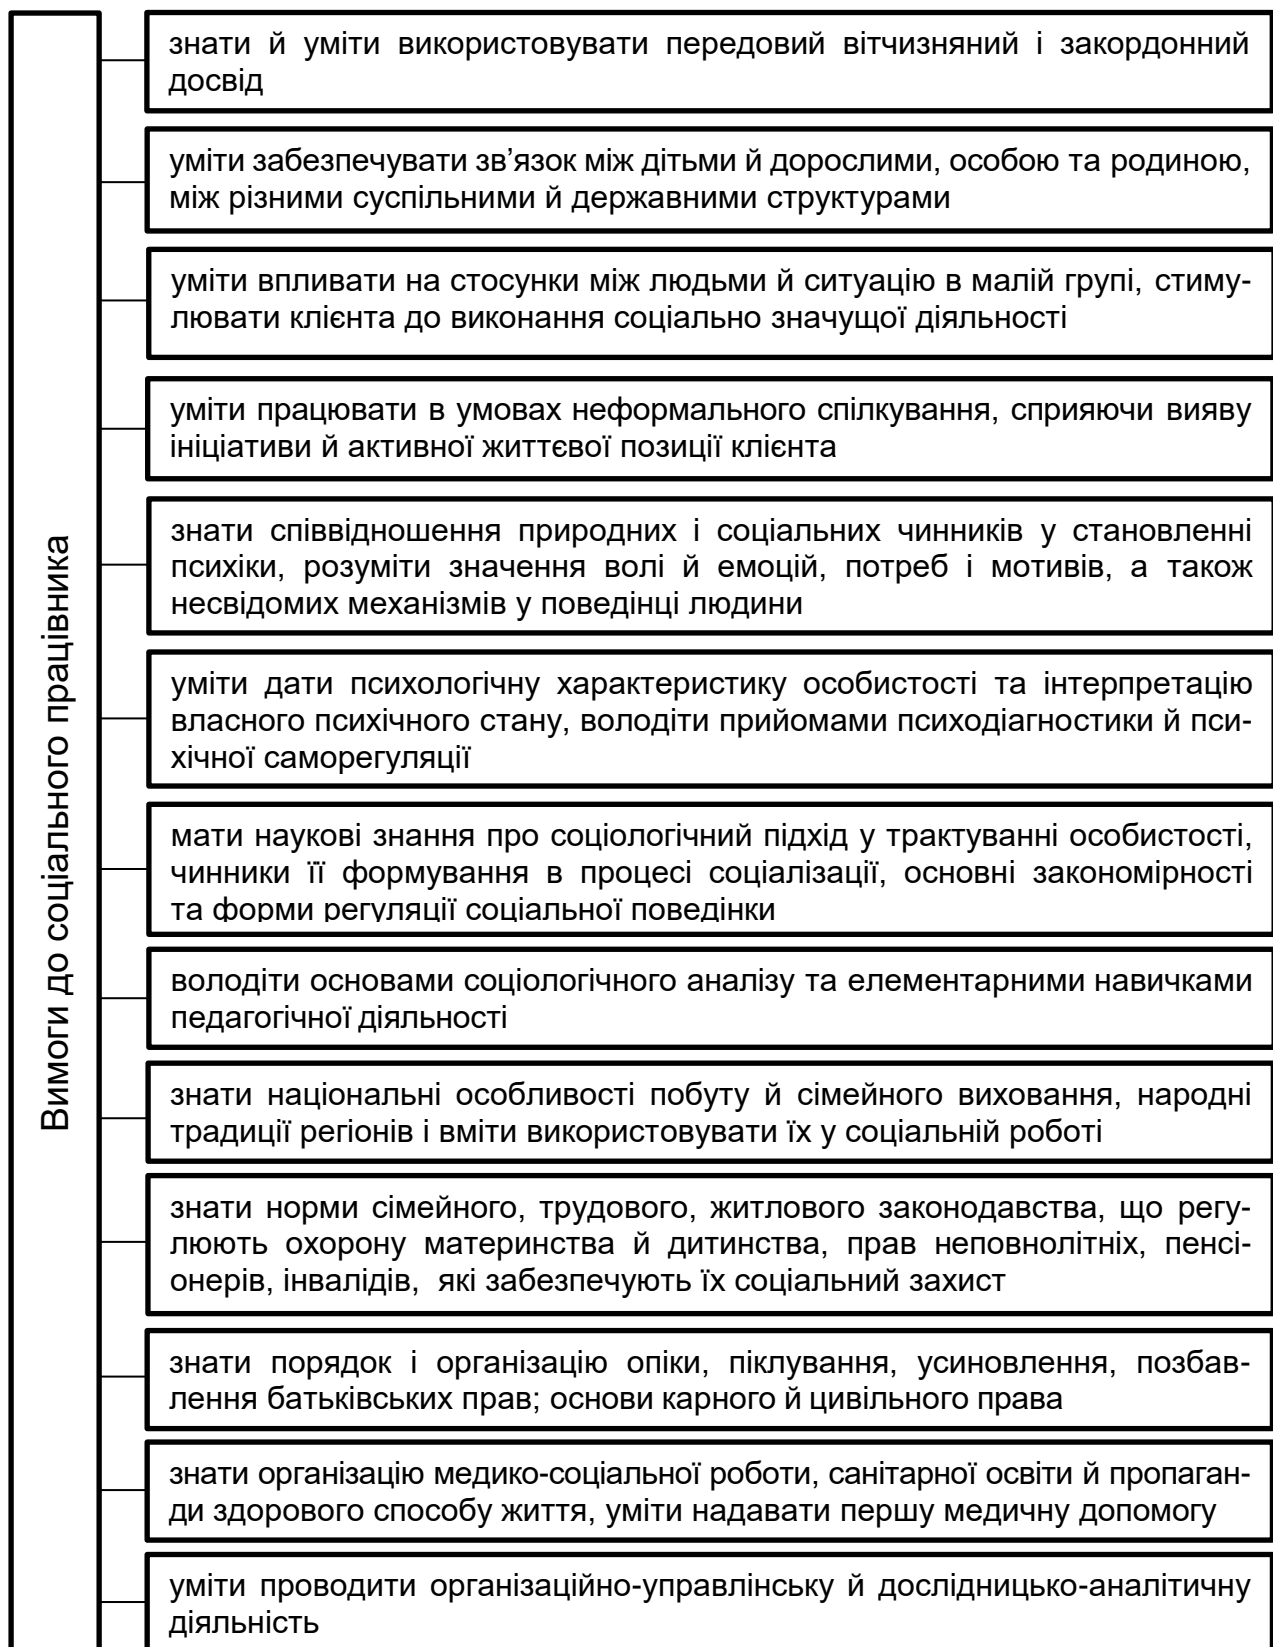 Вимоги до соціального працівника
знати й уміти використовувати передовий вітчизняний і закордонний
досвід
уміти забезпечувати зв’язок між дітьми й дорослими, особою та родиною,
між різними суспільними й державними структурами
уміти впливати на стосунки між людьми й ситуацію в малій групі, стиму-
лювати клієнта до виконання соціально значущої діяльності
уміти працювати в умовах неформального спілкування, сприяючи вияву
ініціативи й активної життєвої позиції клієнта
знати співвідношення природних і соціальних чинників у становленні
психіки, розуміти значення волі й емоцій, потреб і мотивів, а також
несвідомих механізмів у поведінці людини
уміти дати психологічну характеристику особистості та інтерпретацію
власного психічного стану, володіти прийомами психодіагностики й пси-
хічної саморегуляції
мати наукові знання про соціологічний підхід у трактуванні особистості,
чинники її формування в процесі соціалізації, основні закономірності
та форми регуляції соціальної поведінки
володіти основами соціологічного аналізу та елементарними навичками
педагогічної діяльності
знати національні особливості побуту й сімейного виховання, народні
традиції регіонів і вміти використовувати їх у соціальній роботі
знати норми сімейного, трудового, житлового законодавства, що регу-
люють охорону материнства й дитинства, прав неповнолітніх, пенсі-
онерів, інвалідів, які забезпечують їх соціальний захист
знати порядок і організацію опіки, піклування, усиновлення, позбав-
лення батьківських прав; основи карного й цивільного права
знати організацію медико-соціальної роботи, санітарної освіти й пропаган-
ди здорового способу життя, уміти надавати першу медичну допомогу
уміти проводити організаційно-управлінську й дослідницько-аналітичну
діяльність